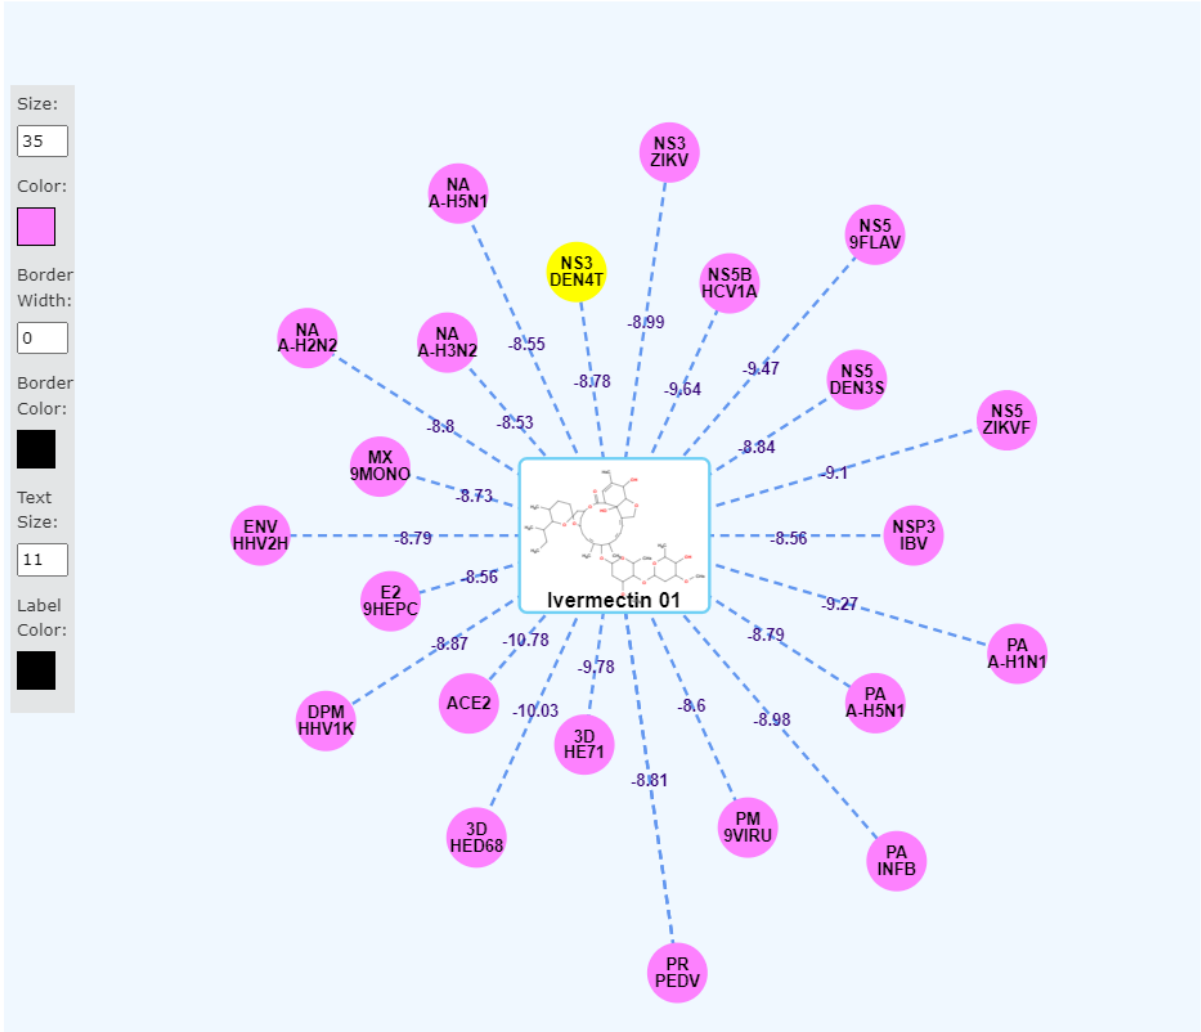 Size:
35
Color:
Border
Width:
0
Border
Color:
Text
Size:
11
Label
Color:
NS3
ZIKV
NA
A-H5N1
NS5
9FLAV
NS3
DEN4T
NS5B
HCV1A
NA
A-H2N2
NA
A-H3N2
NS5
DEN3S
NS5
ZIKVF
MX
9MONO
ENV
HHV2H
NSP3
IBV
E2
9HEPC
PA
A-H1N1
DPM
HHV1K
ACE2
PA
A-H5N1
3D
HE71
3D
HED68
PM
9VIRU
PA
INFB
PR
PEDV
-8.99
-8.55
-9.47
-8.78
-9.64
-8.8
-8.53
-8.84
-9.1
-8.73
-8.79
-8.56
-8.56
-9.27
-8.87
-10.78
-8.79
-9.78
-10.03
-8.6
-8.98
-8.81
Ivermectin 01